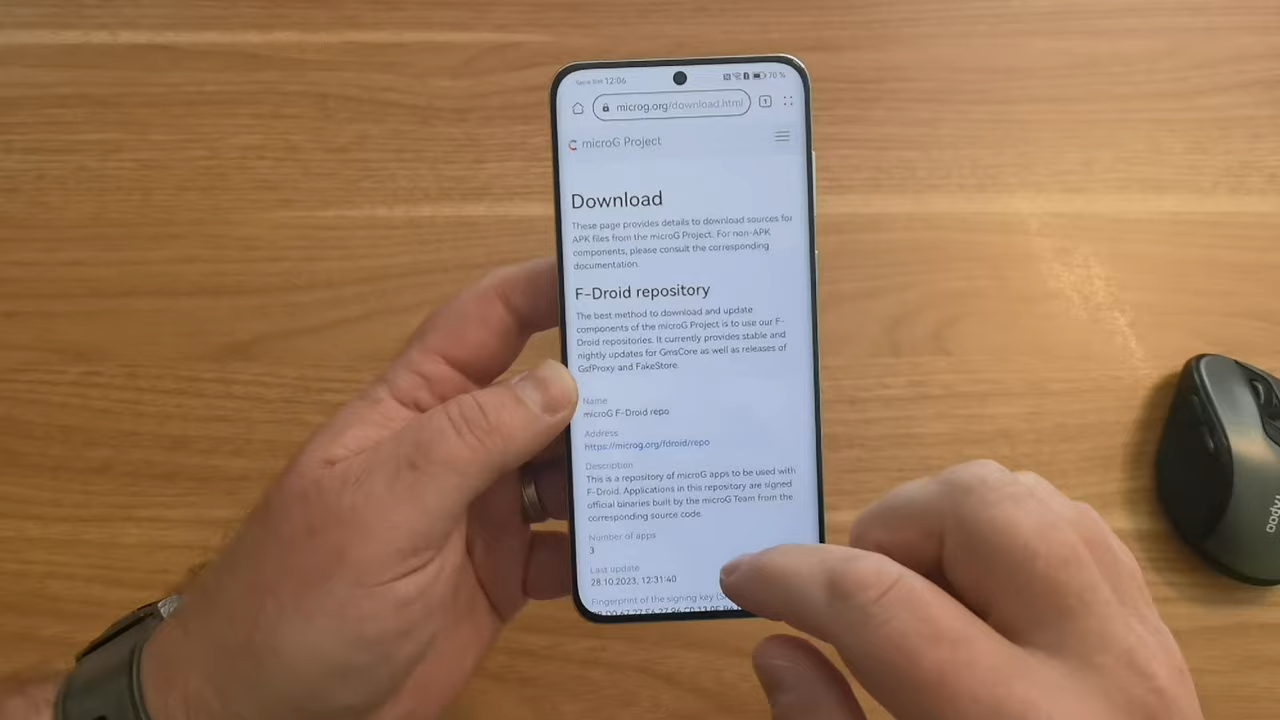 12:06
70 %
microg.org/download.html
microG Project
Download
These page provides details to download sources for
APK files from the microG Project. For non-APK
components, please consult the corresponding
documentation.
F-Droid repository
The best method to download and update
components of the microG Project is to use our F-
Droid repositories. It currently provides stable and
nightly updates for GmsCore as well as releases of
GsfProxy and FakeStore.
Name
microG F-Droid repo
Address
https://microg.org/fdroid/repo
Description
This is a repository of microG apps to be used with
F-Droid. Applications in this repository are signed
official binaries built by the microG Team from the
corresponding source code.
Number of apps
3
Last update
28.10.2023, 12:31:40
Fingerprint of the signing key